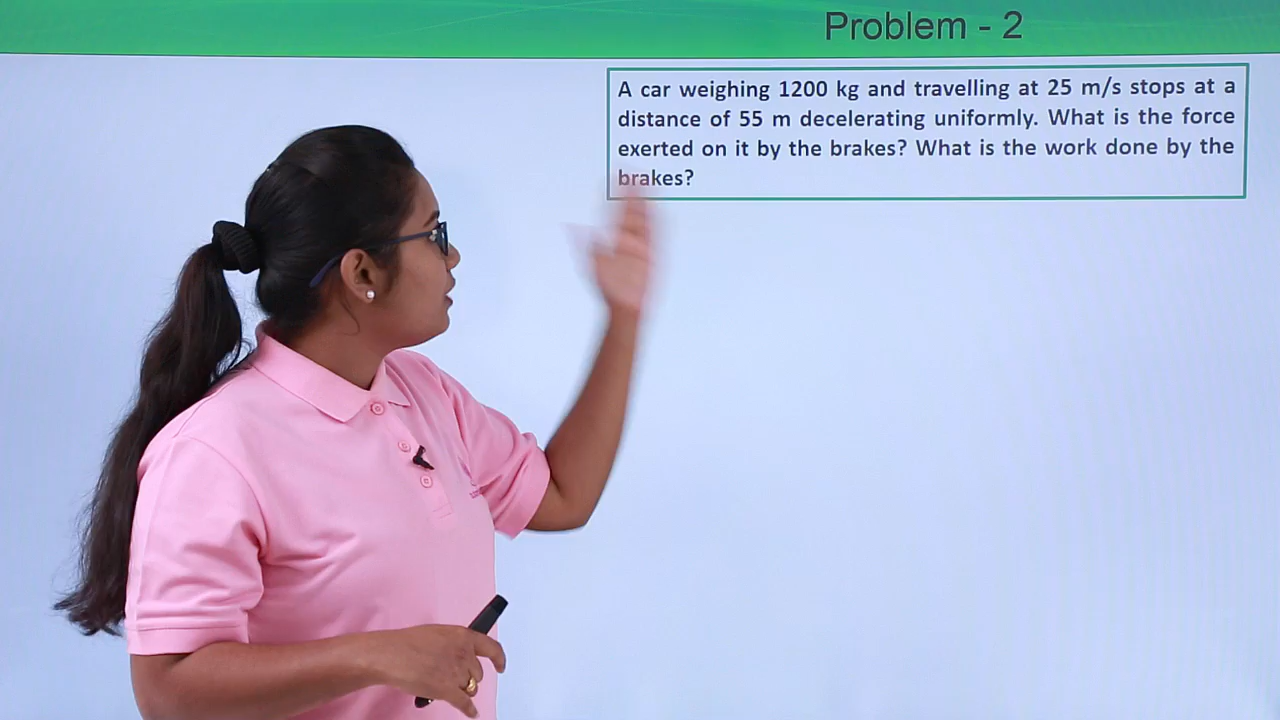 Problem - 2
A car weighing 1200 kg and travelling at 25 m/s stops at a
distance of 55 m decelerating uniformly. What is the force
exerted on it by the brakes? What is the work done by the
brakes?